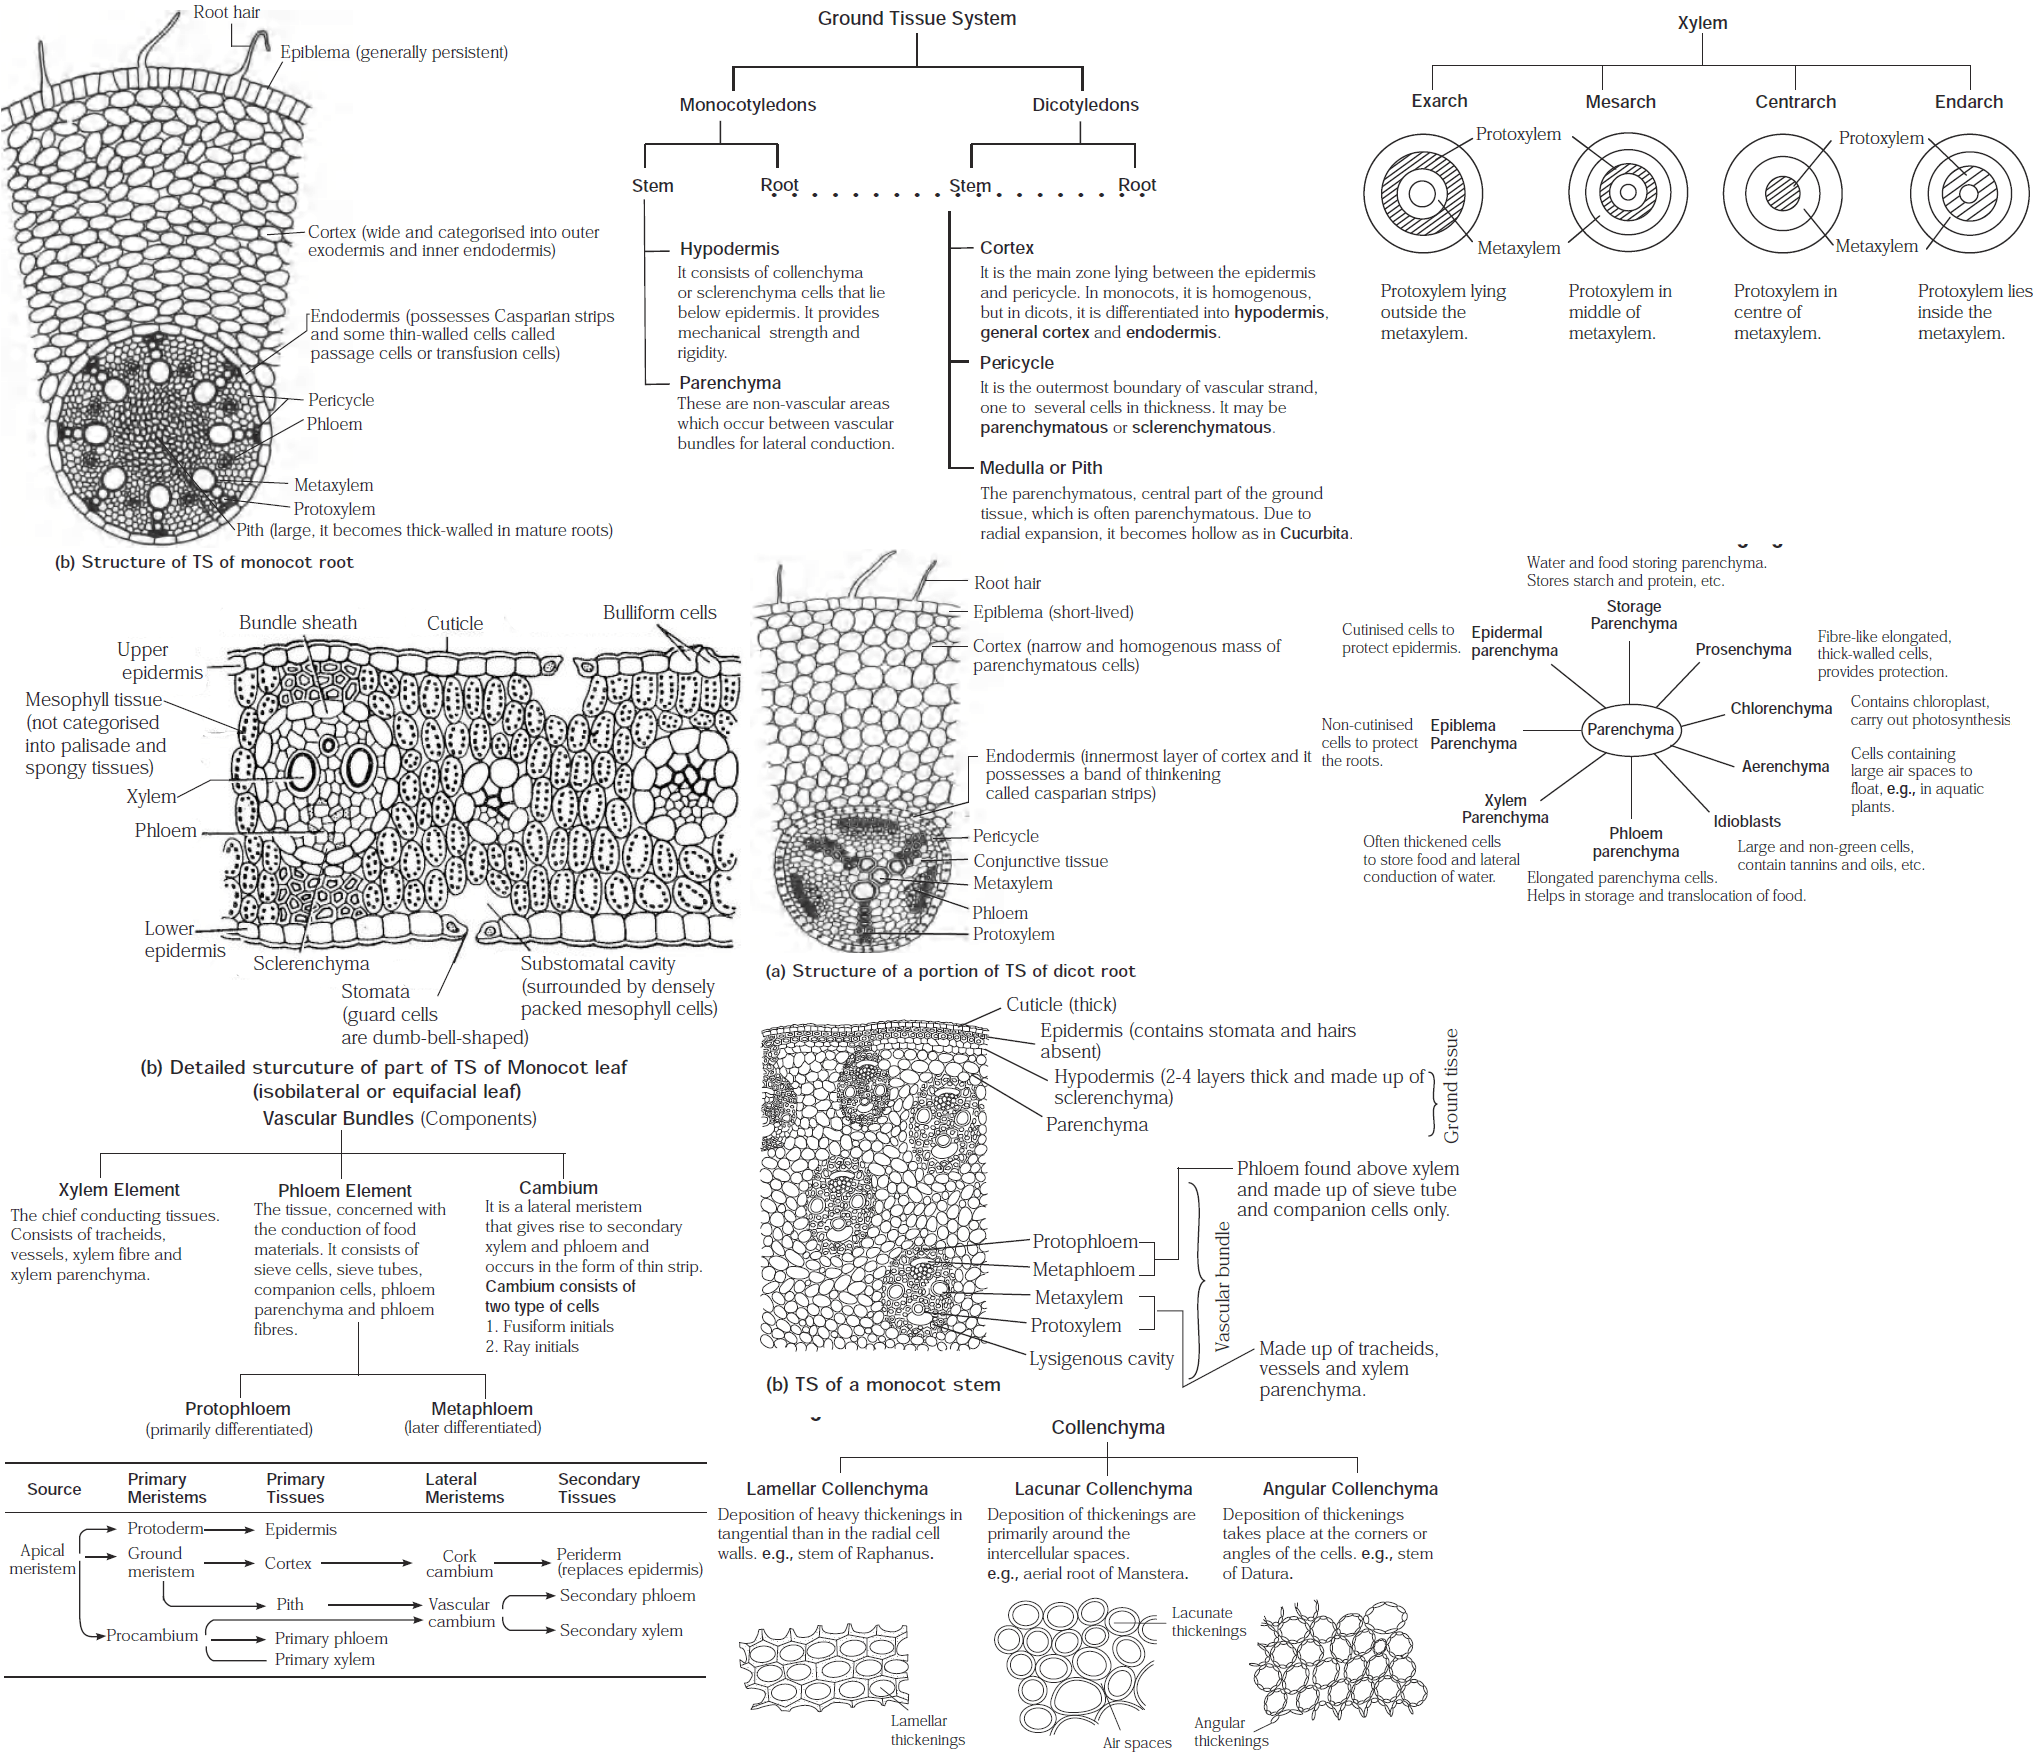 Root hair
Epiblema (generally persistent)
Cortex (wide and categorised into outer
exodermis and inner endodermis)
Endodermis (possesses Casparian strips
and some thin-walled cells called
passage cells or transfusion cells)
Pericycle
Phloem
Metaxylem
Protoxylem
Pith (large, it becomes thick-walled in mature roots)
(b) Structure of TS of monocot root
Ground Tissue System
Monocotyledons
Dicotyledons
Stem
Root
Stem
Root
Hypodermis
It consists of collenchyma
or sclerenchyma cells that lie
below epidermis. It provides
mechanical strength and
rigidity.
Parenchyma
These are non-vascular areas
which occur between vascular
bundles for lateral conduction.
Cortex
It is the main zone lying between the epidermis
and pericycle. In monocots, it is homogenous,
but in dicots, it is differentiated into hypodermis,
general cortex and endodermis.
Pericycle
It is the outermost boundary of vascular strand,
one to several cells in thickness. It may be
parenchymatous or sclerenchymatous.
Medulla or Pith
The parenchymatous, central part of the ground
tissue, which is often parenchymatous. Due to
radial expansion, it becomes hollow as in Cucurbita.
Xylem
Exarch
Mesarch
Centrarch
Endarch
Protoxylem
Protoxylem
Metaxylem
Metaxylem
Protoxylem lying
outside the
metaxylem.
Protoxylem in
middle of
metaxylem.
Protoxylem in
centre of
metaxylem.
Protoxylem lies
inside the
metaxylem.
Bundle sheath
Cuticle
Bulliform cells
Upper
epidermis
Mesophyll tissue
(not categorised
into palisade and
spongy tissues)
Xylem
Phloem
Lower
epidermis
Sclerenchyma
Stomata
(guard cells
are dumb-bell-shaped)
Substomatal cavity
(surrounded by densely
packed mesophyll cells)
(b) Detailed sturcuture of part of TS of Monocot leaf
(isobilateral or equifacial leaf)
Root hair
Epiblema (short-lived)
Cortex (narrow and homogenous mass of
parenchymatous cells)
Endodermis (innermost layer of cortex and it
possesses a band of thinkening
called casparian strips)
Pericycle
Conjunctive tissue
Metaxylem
Phloem
Protoxylem
(a) Structure of a portion of TS of dicot root
Water and food storing parenchyma.
Stores starch and protein, etc.
Storage
Parenchyma
Cutinised cells to
protect epidermis.
Epidermal
parenchyma
Prosenchyma
Fibre-like elongated,
thick-walled cells,
provides protection.
Chlorenchyma
Contains chloroplast,
carry out photosynthesis
Non-cutinised
cells to protect
the roots.
Epiblema
Parenchyma
Parenchyma
Aerenchyma
Cells containing
large air spaces to
float, e.g., in aquatic
plants.
Xylem
Parenchyma
Often thickened cells
to store food and lateral
conduction of water.
Phloem
parenchyma
Elongated parenchyma cells.
Helps in storage and translocation of food.
Idioblasts
Large and non-green cells,
contain tannins and oils, etc.
Vascular Bundles (Components)
Xylem Element
The chief conducting tissues.
Consists of tracheids,
vessels, xylem fibre and
xylem parenchyma.
Phloem Element
The tissue, concerned with
the conduction of food
materials. It consists of
sieve cells, sieve tubes,
companion cells, phloem
parenchyma and phloem
fibres.
Cambium
It is a lateral meristem
that gives rise to secondary
xylem and phloem and
occurs in the form of thin strip.
Cambium consists of
two type of cells
1. Fusiform initials
2. Ray initials
Protophloem
(primarily differentiated)
Metaphloem
(later differentiated)
Cuticle (thick)
Epidermis (contains stomata and hairs
absent)
Hypodermis (2-4 layers thick and made up of
sclerenchyma)
Parenchyma
Ground tissue
Phloem found above xylem
and made up of sieve tube
and companion cells only.
Protophloem
Metaphloem
Metaxylem
Protoxylem
Lysigenous cavity
Vascular bundle
Made up of tracheids,
vessels and xylem
parenchyma.
(b) TS of a monocot stem
Source
Primary
Meristems
Primary
Tissues
Lateral
Meristems
Secondary
Tissues
Apical
meristem
Protoderm
Epidermis
Ground
meristem
Cortex
Cork
cambium
Periderm
(replaces epidermis)
Pith
Vascular
cambium
Secondary phloem
Secondary xylem
Procambium
Primary phloem
Primary xylem
Collenchyma
Lamellar Collenchyma
Deposition of heavy thickenings in
tangential than in the radial cell
walls. e.g., stem of Raphanus.
Lacunar Collenchyma
Deposition of thickenings are
primarily around the
intercellular spaces.
e.g., aerial root of Manstera.
Angular Collenchyma
Deposition of thickenings
takes place at the corners or
angles of the cells. e.g., stem
of Datura.
Lamellar
thickenings
Lacunate
thickenings
Air spaces
Angular
thickenings